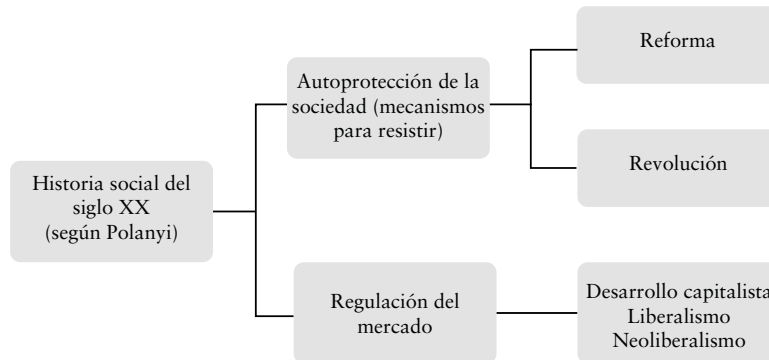 Historia social del
siglo XX
(según Polanyi)
Autoprotección de la
sociedad (mecanismos
para resistir)
Reforma
Revolución
Regulación del
mercado
Desarrollo capitalista
Liberalismo
Neoliberalismo